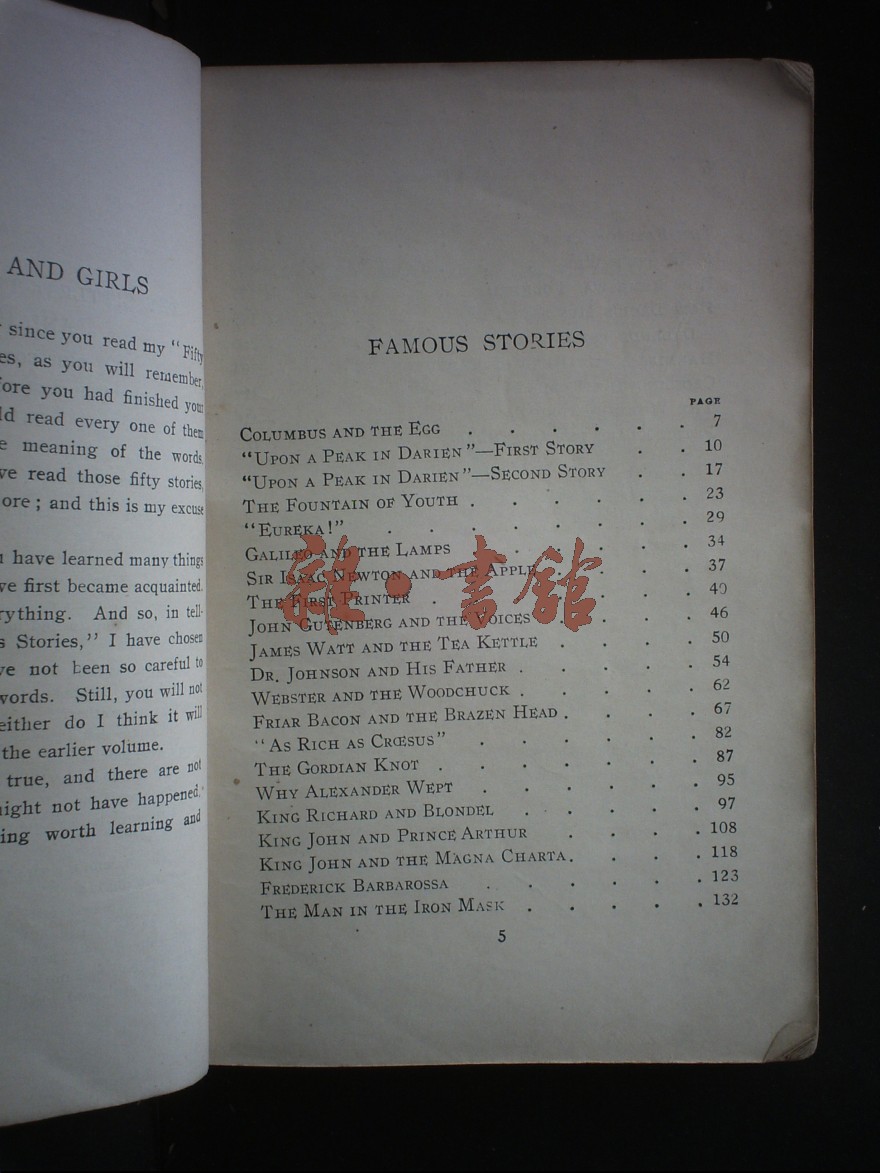 AND GIRLS
since you read my "Fifty
es, as you will remember,
fore you had finished your
ld read every one of them
e meaning of the words.
ve read those fifty stories,
ore; and this is my excuse
have learned many things
ve first became acquainted.
rything. And so, in tell-
s Stories," I have chosen
ve not been so careful to
words. Still, you will not
either do I think it will
the earlier volume.
true, and there are not
might not have happened.
ing worth learning and
FAMOUS STORIES
PAGE
COLUMBUS AND THE EGG . . . . . . 7
"UPON A PEAK IN DARIEN"—FIRST STORY . . 10
"UPON A PEAK IN DARIEN"—SECOND STORY . . 17
THE FOUNTAIN OF YOUTH . . . . . . 23
"EUREKA!" . . . . . . . . 29
GALILEO AND THE LAMPS . . . . . 34
SIR ISAAC NEWTON AND THE APPLE . . . . 37
THE FIRST PRINTER . . . . . . 40
JOHN GUTENBERG AND THE VOICES . . . . 46
JAMES WATT AND THE TEA KETTLE . . . . 50
DR. JOHNSON AND HIS FATHER . . . . . 54
WEBSTER AND THE WOODCHUCK . . . . . 62
FRIAR BACON AND THE BRAZEN HEAD . . . . 67
"AS RICH AS CRŒSUS" . . . . . . 82
THE GORDIAN KNOT . . . . . . . 87
WHY ALEXANDER WEPT . . . . . . 95
KING RICHARD AND BLONDEL . . . . . 97
KING JOHN AND PRINCE ARTHUR . . . . 108
KING JOHN AND THE MAGNA CHARTA . . . . 118
FREDERICK BARBAROSSA . . . . . . 123
THE MAN IN THE IRON MASK . . . . . 132
5
雜·書館